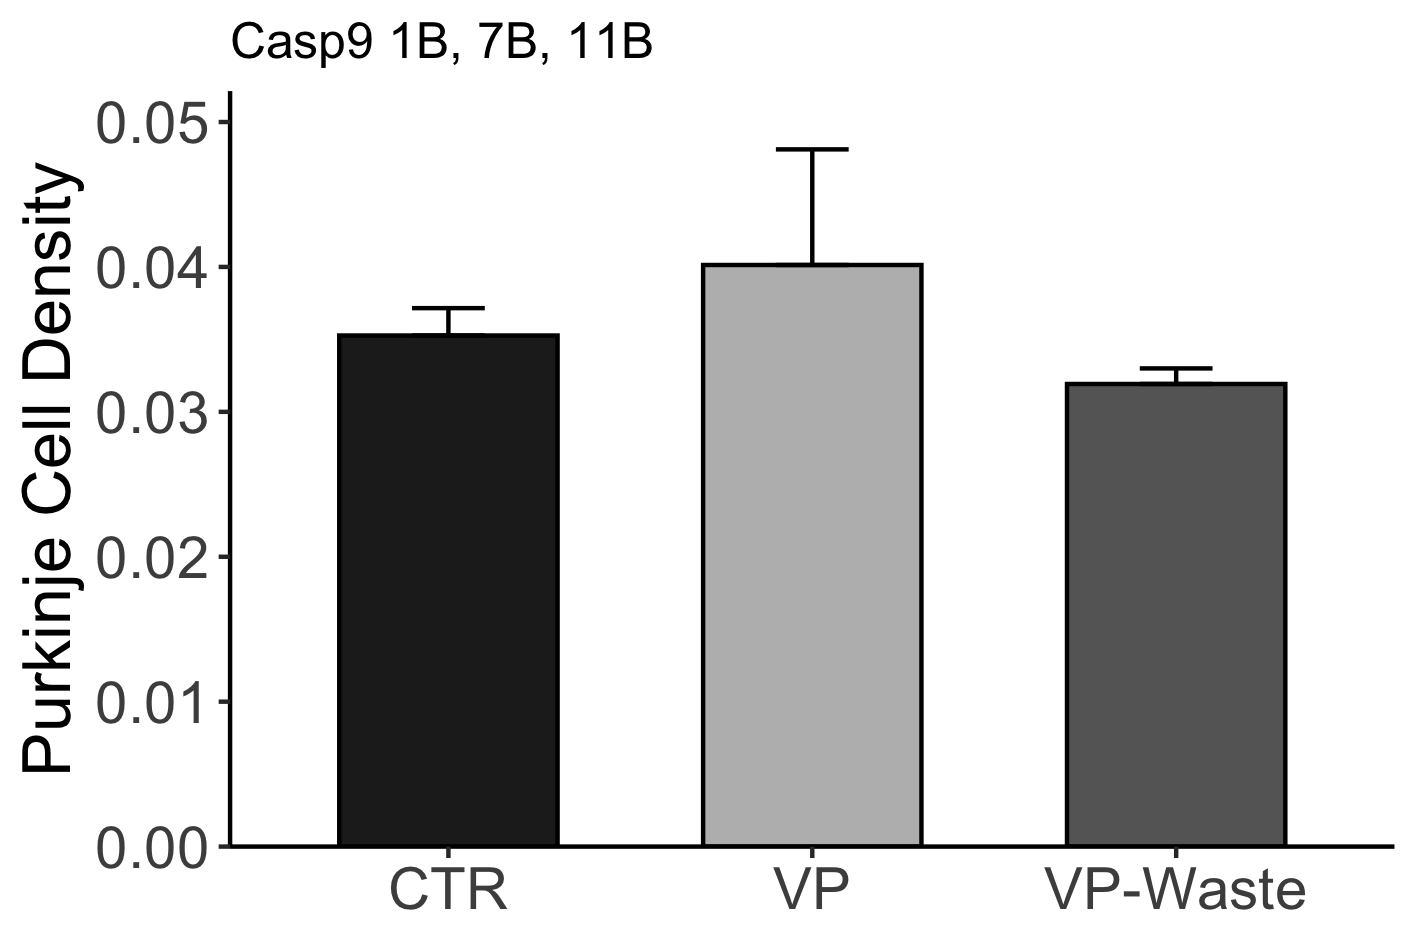 Casp9 1B, 7B, 11B
Purkinje Cell Density
0.05
0.04
0.03
0.02
0.01
0.00
CTR
VP
VP-Waste